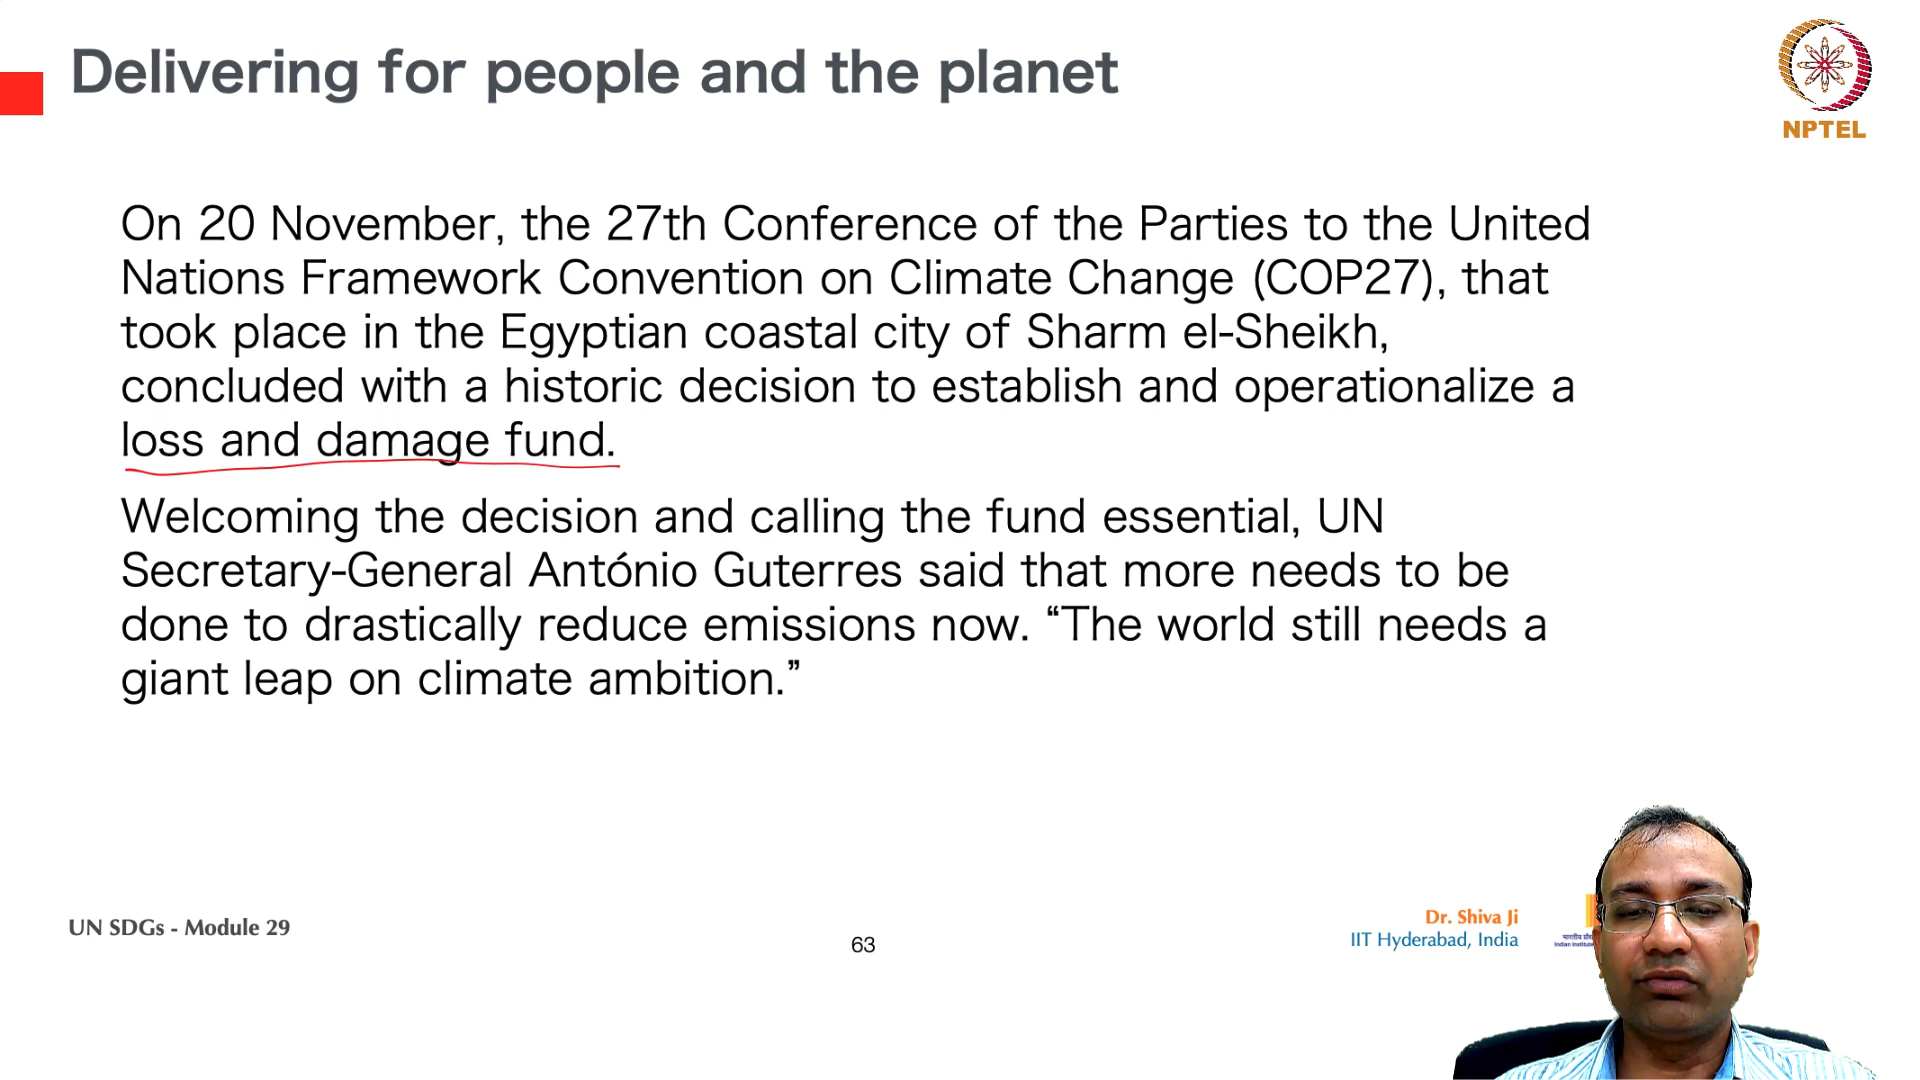 Delivering for people and the planet
NPTEL
On 20 November, the 27th Conference of the Parties to the United
Nations Framework Convention on Climate Change (COP27), that
took place in the Egyptian coastal city of Sharm el-Sheikh,
concluded with a historic decision to establish and operationalize a
loss and damage fund.
Welcoming the decision and calling the fund essential, UN
Secretary-General António Guterres said that more needs to be
done to drastically reduce emissions now. “The world still needs a
giant leap on climate ambition.”
UN SDGs - Module 29
63
Dr. Shiva Ji
IIT Hyderabad, India
भारतीय
Indian Institute